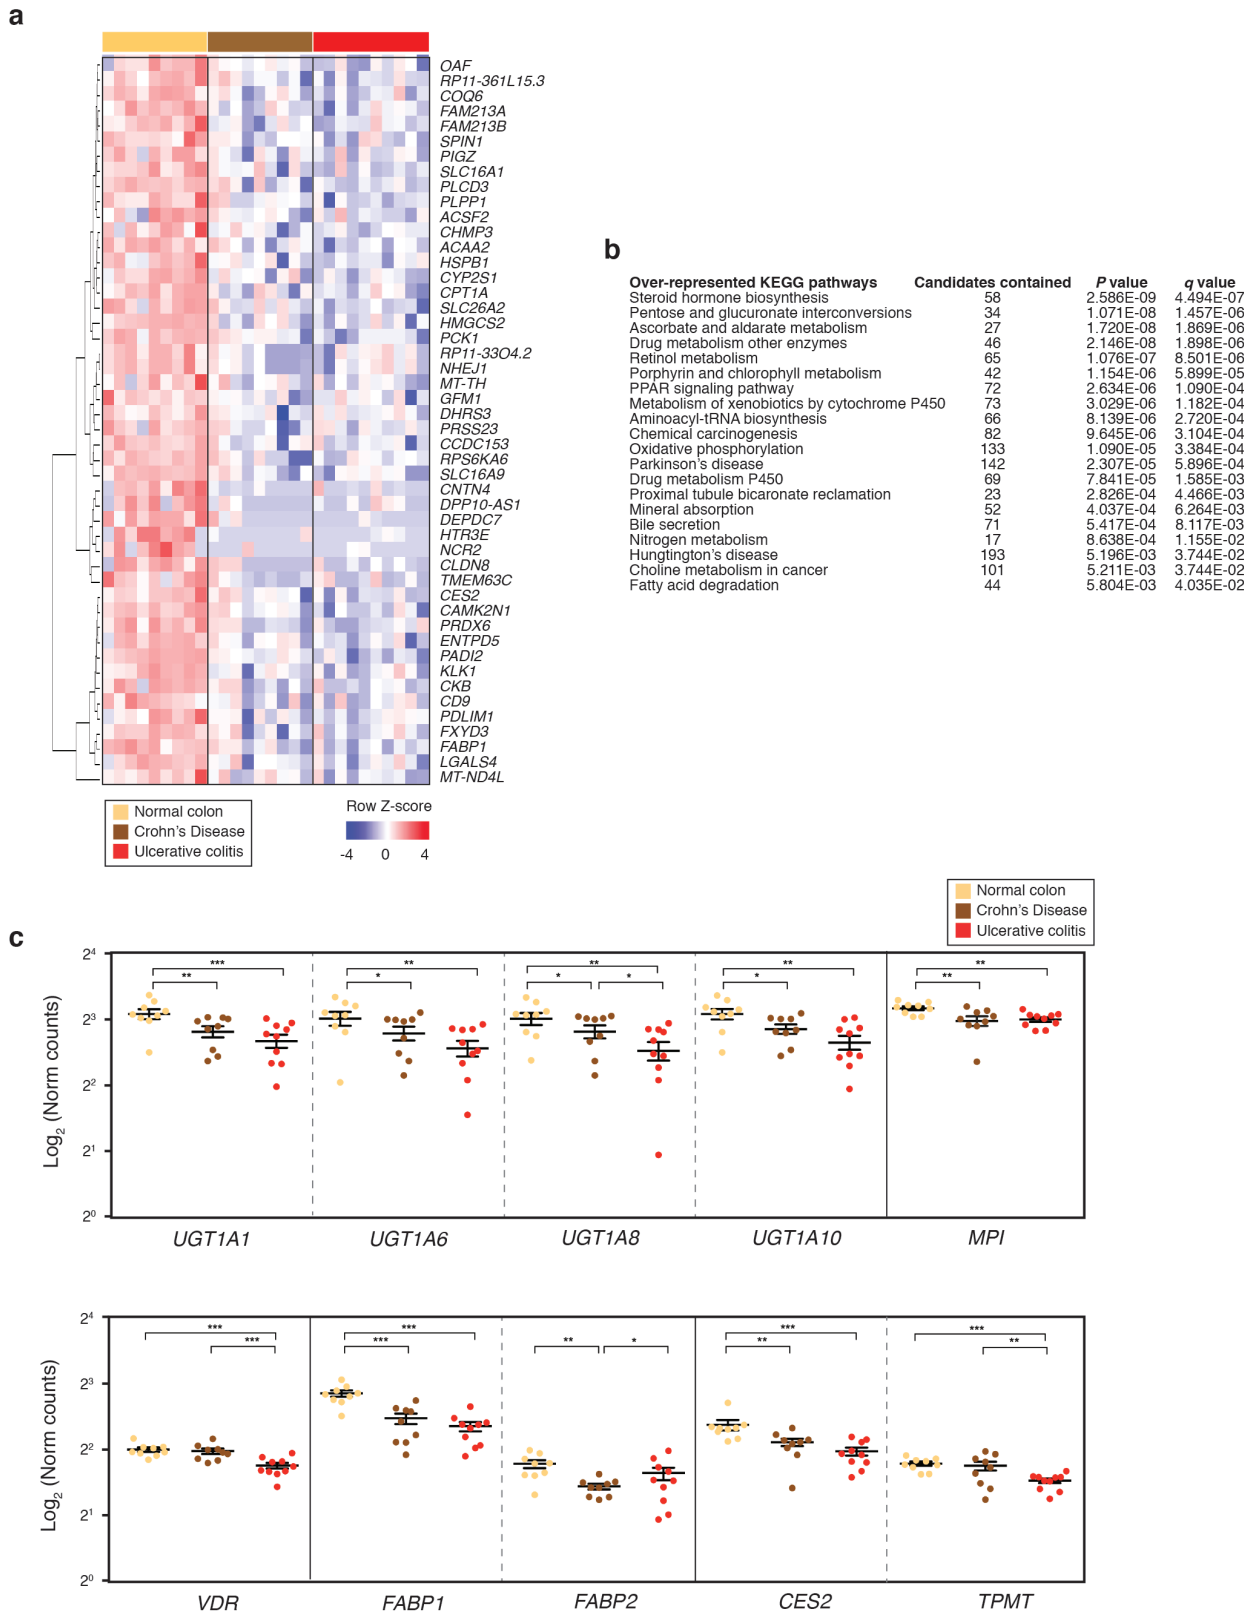 a
OAF
RP11-361L15.3
COQ6
FAM213A
FAM213B
SPIN1
PIGZ
SLC16A1
PLCD3
PLPP1
ACSF2
CHMP3
ACAA2
HSPB1
CYP2S1
CPT1A
SLC26A2
HMGCS2
PCK1
RP11-33O4.2
NHEJ1
MT-TH
GFM1
DHRS3
PRSS23
CCDC153
RPS6KA6
SLC16A9
CNTN4
DPP10-AS1
DEPDC7
HTR3E
NCR2
CLDN8
TMEM63C
CES2
CAMK2N1
PRDX6
ENTPD5
PADI2
KLK1
CKB
CD9
PDLIM1
FXYD3
FABP1
LGALS4
MT-ND4L
Normal colon
Crohn's Disease
Ulcerative colitis
Row Z-score
-4 0 4
b
Over-represented KEGG pathways Candidates contained P value q value
Steroid hormone biosynthesis 58 2.586E-09 4.494E-07
Pentose and glucuronate interconversions 34 1.071E-08 1.457E-06
Ascorbate and aldarate metabolism 27 1.720E-08 1.869E-06
Drug metabolism other enzymes 46 2.146E-08 1.898E-06
Retinol metabolism 65 1.076E-07 8.501E-06
Porphyrin and chlorophyll metabolism 42 1.154E-06 5.899E-05
PPAR signaling pathway 72 2.634E-06 1.090E-04
Metabolism of xenobiotics by cytochrome P450 73 3.029E-06 1.182E-04
Aminoacyl-tRNA biosynthesis 66 8.139E-06 2.720E-04
Chemical carcinogenesis 82 9.645E-06 3.104E-04
Oxidative phosphorylation 133 1.090E-05 3.384E-04
Parkinson's disease 142 2.307E-05 5.896E-04
Drug metabolism P450 69 7.841E-05 1.585E-03
Proximal tubule bicaronate reclamation 23 2.826E-04 4.466E-03
Mineral absorption 52 4.037E-04 6.264E-03
Bile secretion 71 5.417E-04 8.117E-03
Nitrogen metabolism 17 8.638E-04 1.155E-02
Hungtington's disease 193 5.196E-03 3.744E-02
Choline metabolism in cancer 101 5.211E-03 3.744E-02
Fatty acid degradation 44 5.804E-03 4.035E-02
Normal colon
Crohn's Disease
Ulcerative colitis
c
Log₂ (Norm counts)
2⁴
2³
2²
2¹
2⁰
*** ** ** * ** * * ** * ** **
UGT1A1 UGT1A6 UGT1A8 UGT1A10 MPI
Log₂ (Norm counts)
2⁴
2³
2²
2¹
2⁰
*** *** *** *** ** * *** ** *** **
VDR FABP1 FABP2 CES2 TPMT